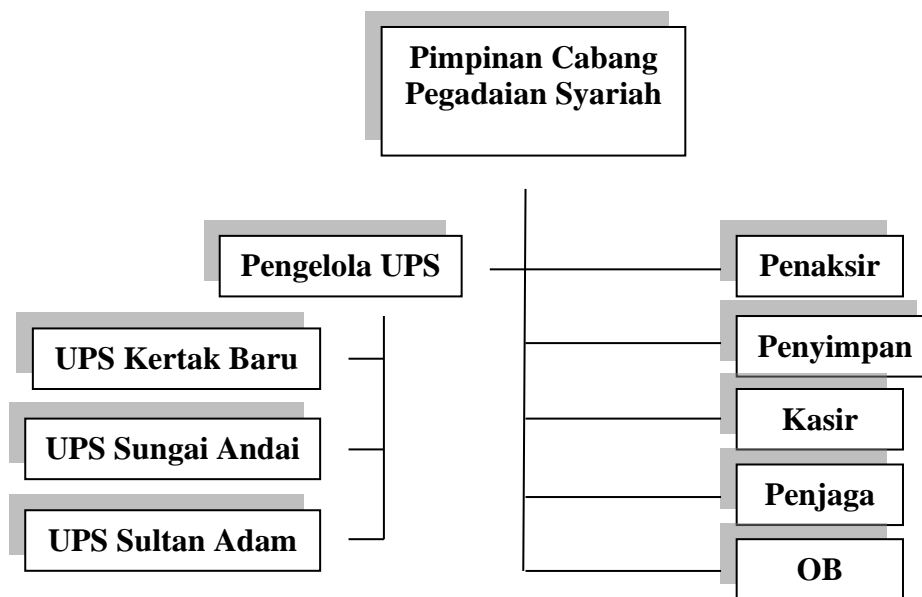 Pimpinan Cabang
Pegadaian Syariah
Pengelola UPS
Penaksir
UPS Kertak Baru
Penyimpan
UPS Sungai Andai
Kasir
UPS Sultan Adam
Penjaga
OB